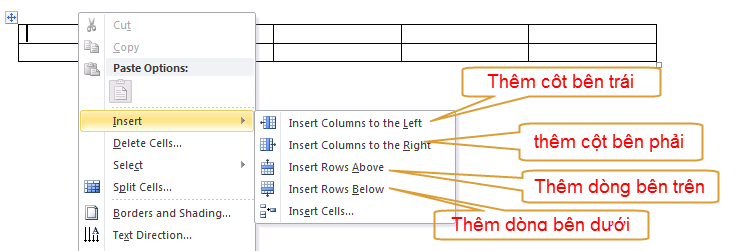 Cut
Copy
Paste Options:
Insert
Delete Cells...
Select
Split Cells...
Borders and Shading...
Text Direction...
Insert Columns to the Left
Insert Columns to the Right
Insert Rows Above
Insert Rows Below
Insert Cells...
Thêm côt bên trái
thêm cột bên phải
Thêm dòng bên trên
Thêm dòng bên dưới